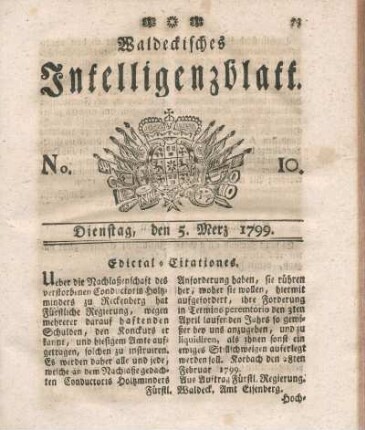 73
Waldeckisches
Intelligenzblatt.
No. 10.
Dienstag, den 5. Merz 1799.
Edictal-Citationes.
Ueber die Nachlaßenschaft des
verstorbenen Conductoris Holtz-
minders zu Rickenberg hat
Fürstliche Regierung, wegen
mehrerer darauf haftenden
Schulden, den Konkurs er
kannt, und hiesigem Amte auf-
getragen, solchen zu instruiren.
Es werden daher alle und jede,
welche an dem Nachlaße gedach-
ten Conductoris Holtzminders
Anforderung haben, sie rühren
her, woher sie wollen, hiermit
aufgefordert, ihre Forderung
in Termino peremtorio den 2ten
April laufenden Jahrs so gewis-
ser bey uns anzugeben, und zu
liquidiren, als ihnen sonst ein
ewiges Stillschweigen auferlegt
werden soll. Korbach den 28ten
Februar 1799.
Aus Auftrag Fürstl. Regierung.
Fürstl. Waldeck. Amt Eisenberg.
Hoch-